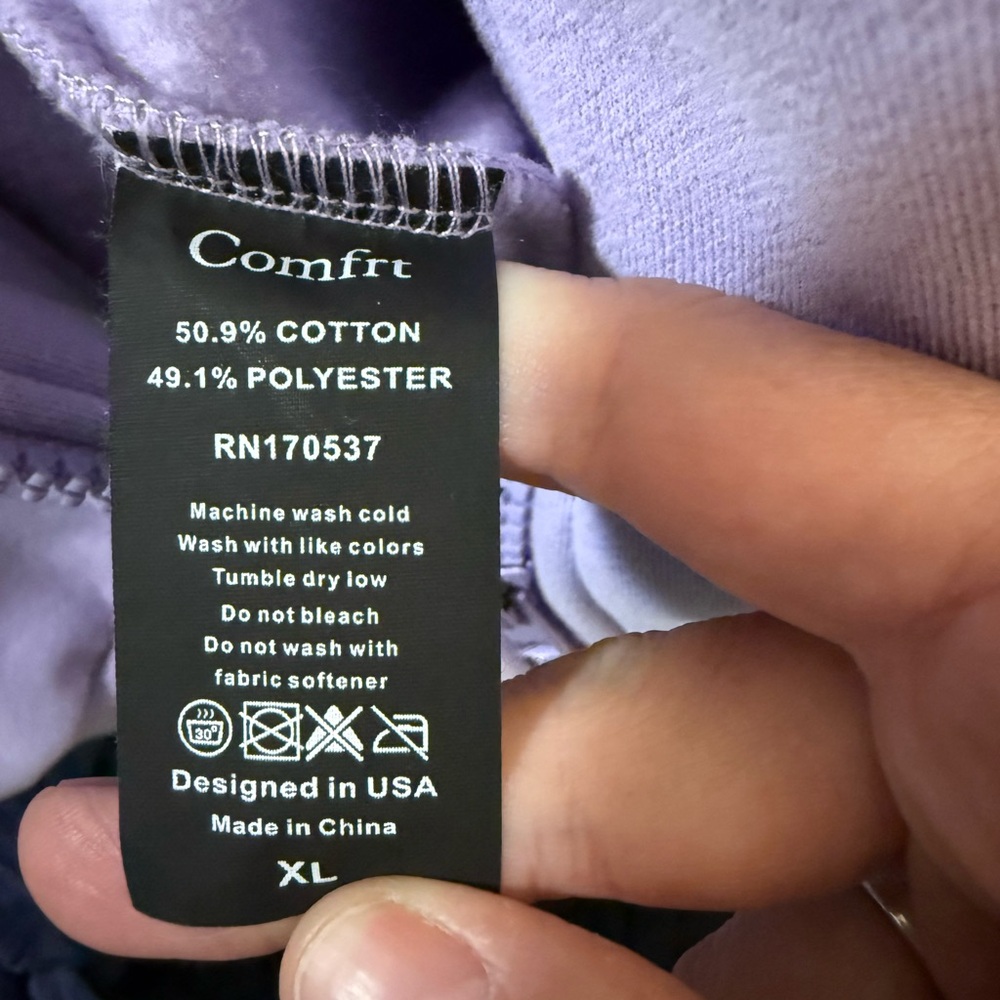 Comfrt
50.9% COTTON
49.1% POLYESTER
RN170537
Machine wash cold
Wash with like colors
Tumble dry low
Do not bleach
Do not wash with
fabric softener
30°
Designed in USA
Made in China
XL